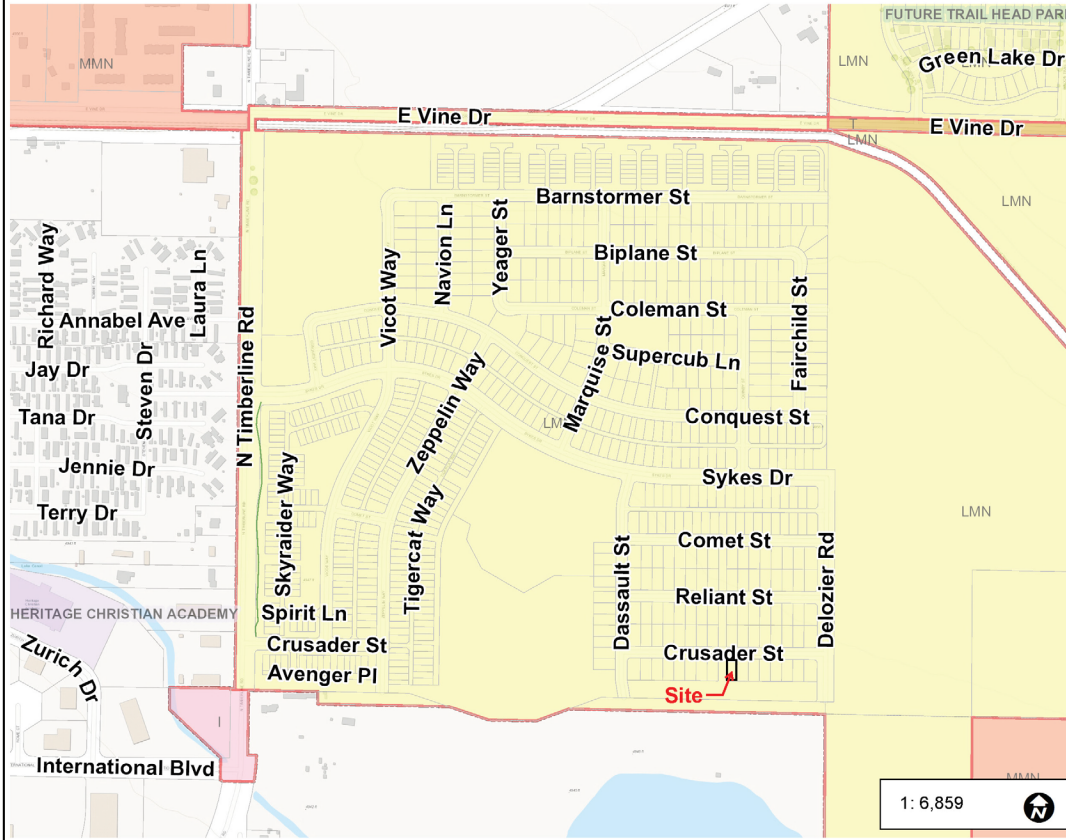 FUTURE TRAIL HEAD PARK
MMN
LMN
Green Lake Dr
LMN
E Vine Dr
T
E Vine Dr
LMN
Barnstormer St
LMN
Navion Ln
Yeager St
Biplane St
Richard Way
Laura Ln
Vicot Way
Fairchild St
Coleman St
Annabel Ave
N Timberline Rd
Marquise St
Supercub Ln
Jay Dr
Steven Dr
Zeppelin Way
Tana Dr
LMN
Conquest St
Jennie Dr
Sykes Dr
Skyraider Way
Terry Dr
LMN
Tigercat Way
Comet St
Dassault St
Delozier Rd
Reliant St
HERITAGE CHRISTIAN ACADEMY
Spirit Ln
Crusader St
Crusader St
Zurich Dr
Avenger Pl
Site
I
International Blvd
MMN
1: 6,859
N